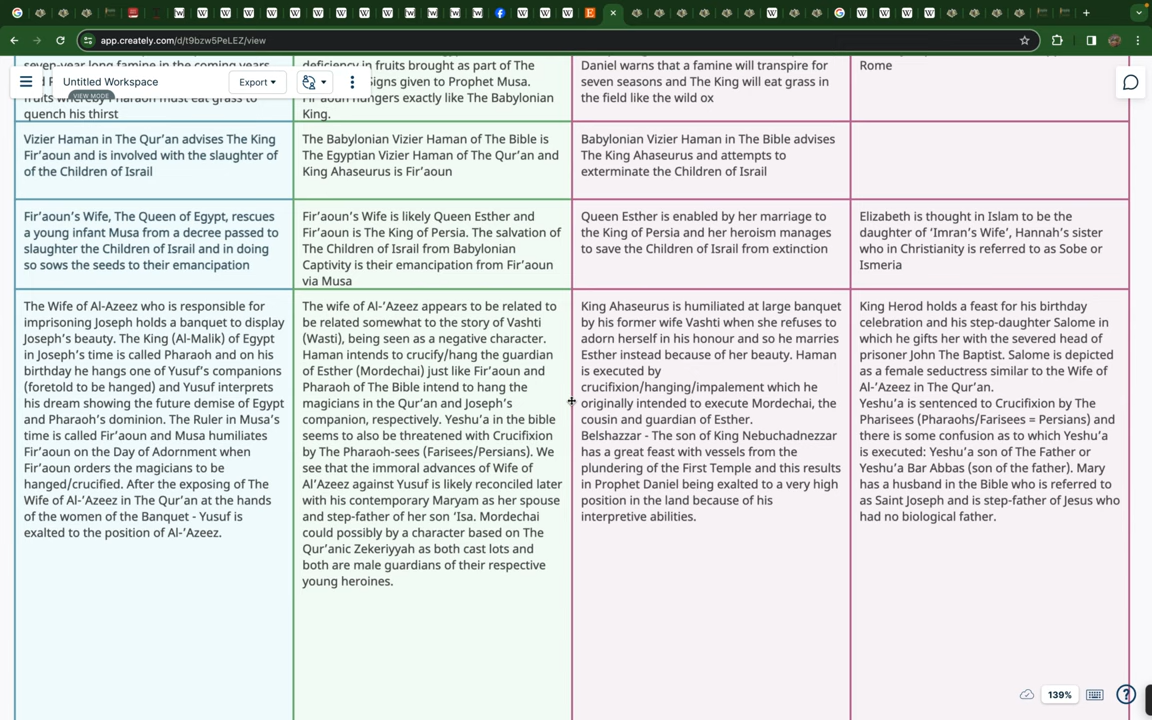 app.creately.com/d/t9bzw5PeLEZ/view
Untitled Workspace
VIEW MODE
Export
seven-year long famine in the coming years
fruits whereby Pharaoh must eat grass to
quench his thirst
deficiency in fruits brought as part of The
Signs given to Prophet Musa.
Fir’aoun hungers exactly like The Babylonian
King.
Daniel warns that a famine will transpire for
seven seasons and The King will eat grass in
the field like the wild ox
Rome
Vizier Haman in The Qur’an advises The King
Fir’aoun and is involved with the slaughter of
of the Children of Israil
The Babylonian Vizier Haman of The Bible is
The Egyptian Vizier Haman of The Qur’an and
King Ahaseurus is Fir’aoun
Babylonian Vizier Haman in The Bible advises
The King Ahaseurus and attempts to
exterminate the Children of Israil
Fir’aoun’s Wife, The Queen of Egypt, rescues
a young infant Musa from a decree passed to
slaughter the Children of Israil and in doing
so sows the seeds to their emancipation
Fir’aoun’s Wife is likely Queen Esther and
Fir’aoun is The King of Persia. The salvation of
The Children of Israil from Babylonian
Captivity is their emancipation from Fir’aoun
via Musa
Queen Esther is enabled by her marriage to
the King of Persia and her heroism manages
to save the Children of Israil from extinction
Elizabeth is thought in Islam to be the
daughter of ‘Imran’s Wife’, Hannah’s sister
who in Christianity is referred to as Sobe or
Ismeria
The Wife of Al-Azeez who is responsible for
imprisoning Joseph holds a banquet to display
Joseph’s beauty. The King (Al-Malik) of Egypt
in Joseph’s time is called Pharaoh and on his
birthday he hangs one of Yusuf’s companions
(foretold to be hanged) and Yusuf interprets
his dream showing the future demise of Egypt
and Pharaoh’s dominion. The Ruler in Musa’s
time is called Fir’aoun and Musa humiliates
Fir’aoun on the Day of Adornment when
Fir’aoun orders the magicians to be
hanged/crucified. After the exposing of The
Wife of Al-’Azeez in The Qur’an at the hands
of the women of the Banquet - Yusuf is
exalted to the position of Al-’Azeez.
The wife of Al-’Azeez appears to be related to
be related somewhat to the story of Vashti
(Wasti), being seen as a negative character.
Haman intends to crucify/hang the guardian
of Esther (Mordechai) just like Fir’aoun and
Pharaoh of The Bible intend to hang the
magicians in the Qur’an and Joseph’s
companion, respectively. Yeshu’a in the bible
seems to also be threatened with Crucifixion
by The Pharaoh-sees (Farisees/Persians). We
see that the immoral advances of Wife of
Al’Azeez against Yusuf is likely reconciled later
with his contemporary Maryam as her spouse
and step-father of her son ‘Isa. Mordechai
could possibly by a character based on The
Qur’anic Zekeriyyah as both cast lots and
both are male guardians of their respective
young heroines.
King Ahaseurus is humiliated at large banquet
by his former wife Vashti when she refuses to
adorn herself in his honour and so he marries
Esther instead because of her beauty. Haman
is executed by
crucifixion/hanging/impalement which he
originally intended to execute Mordechai, the
cousin and guardian of Esther.
Belshazzar - The son of King Nebuchadnezzar
has a great feast with vessels from the
plundering of the First Temple and this results
in Prophet Daniel being exalted to a very high
position in the land because of his
interpretive abilities.
King Herod holds a feast for his birthday
celebration and his step-daughter Salome in
which he gifts her with the severed head of
prisoner John The Baptist. Salome is depicted
as a female seductress similar to the Wife of
Al-’Azeez in The Qur’an.
Yeshu’a is sentenced to Crucifixion by The
Pharisees (Pharaohs/Farisees = Persians) and
there is some confusion as to which Yeshu’a
is executed: Yeshu’a son of The Father or
Yeshu’a Bar Abbas (son of the father). Mary
has a husband in the Bible who is referred to
as Saint Joseph and is step-father of Jesus who
had no biological father.
139%